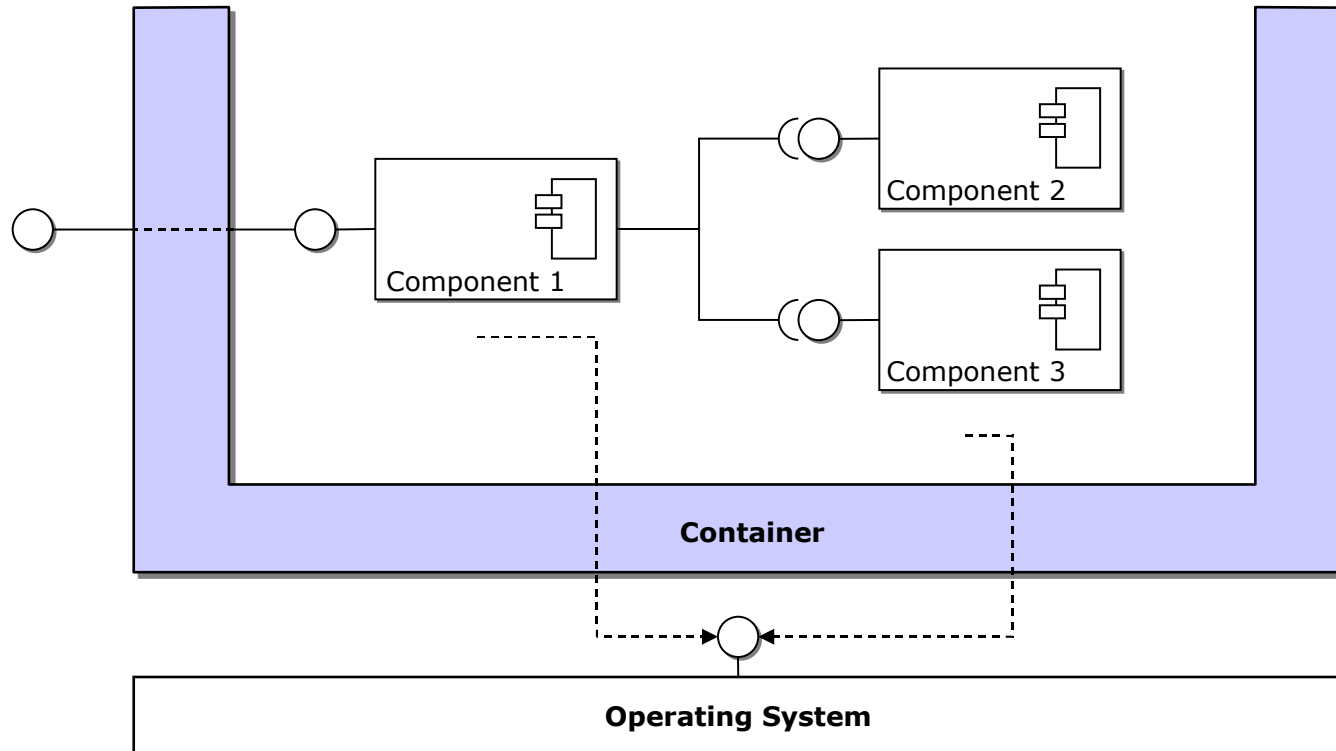 Component 2
Component 1
Component 3
Container
Operating System